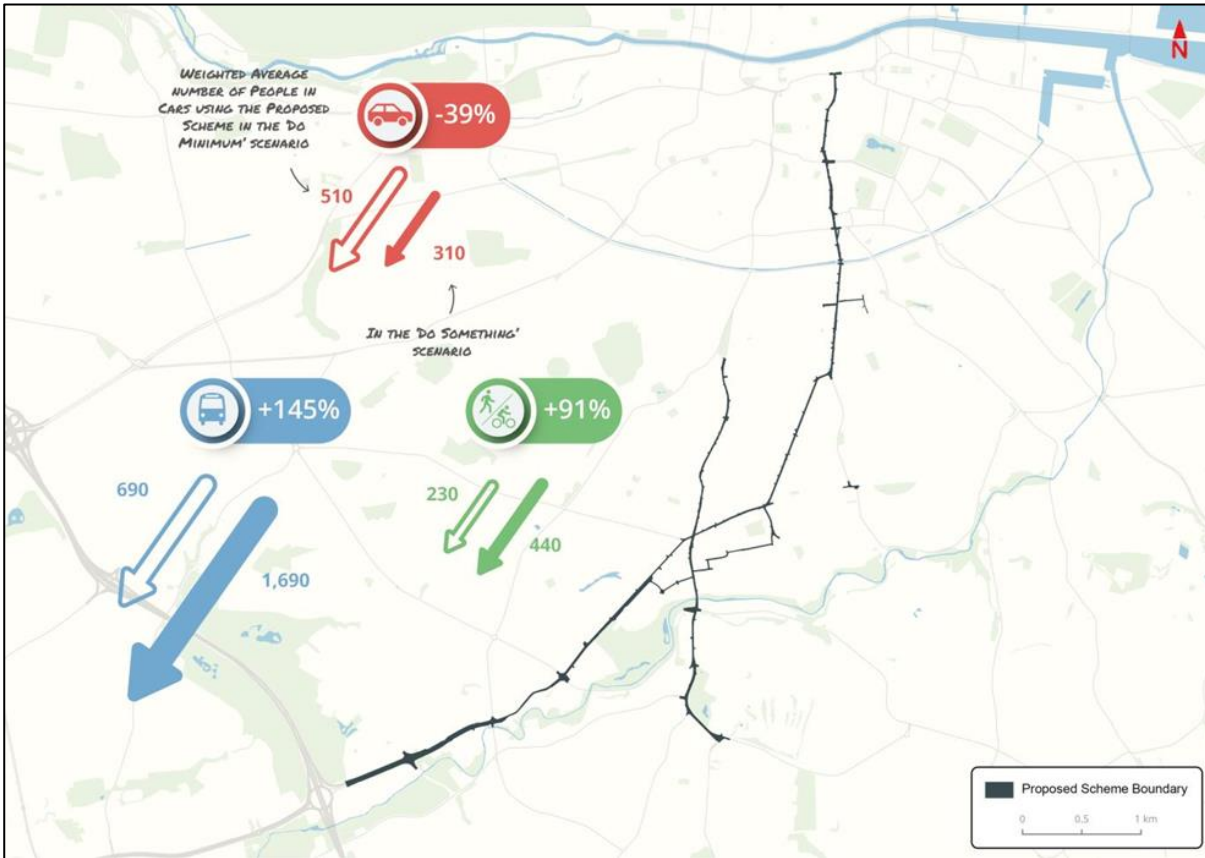 WEIGHTED AVERAGE
NUMBER OF PEOPLE IN
CARS USING THE PROPOSED
SCHEME IN THE 'DO
MINIMUM' SCENARIO
-39%
510
310
IN THE 'DO SOMETHING'
SCENARIO
+145%
690
1,690
+91%
230
440
N
Proposed Scheme Boundary
0 0.5 1 km